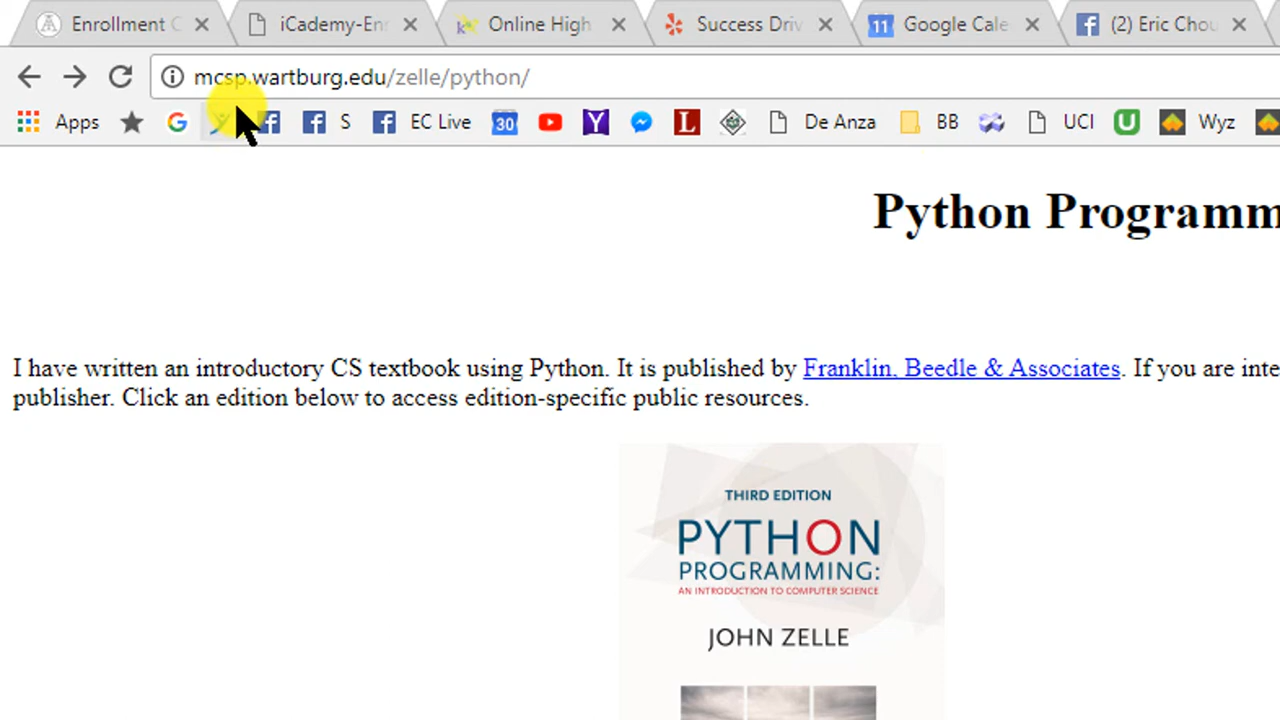 Enrollment C iCademy-Enr Online High Success Driv Google Cale (2) Eric Chou
mcsp.wartburg.edu/zelle/python/
Apps S EC Live 30 Y L De Anza BB UCI U Wyz
Python Programm
I have written an introductory CS textbook using Python. It is published by Franklin, Beedle & Associates. If you are inte
publisher. Click an edition below to access edition-specific public resources.
THIRD EDITION
PYTHON
PROGRAMMING:
AN INTRODUCTION TO COMPUTER SCIENCE
JOHN ZELLE